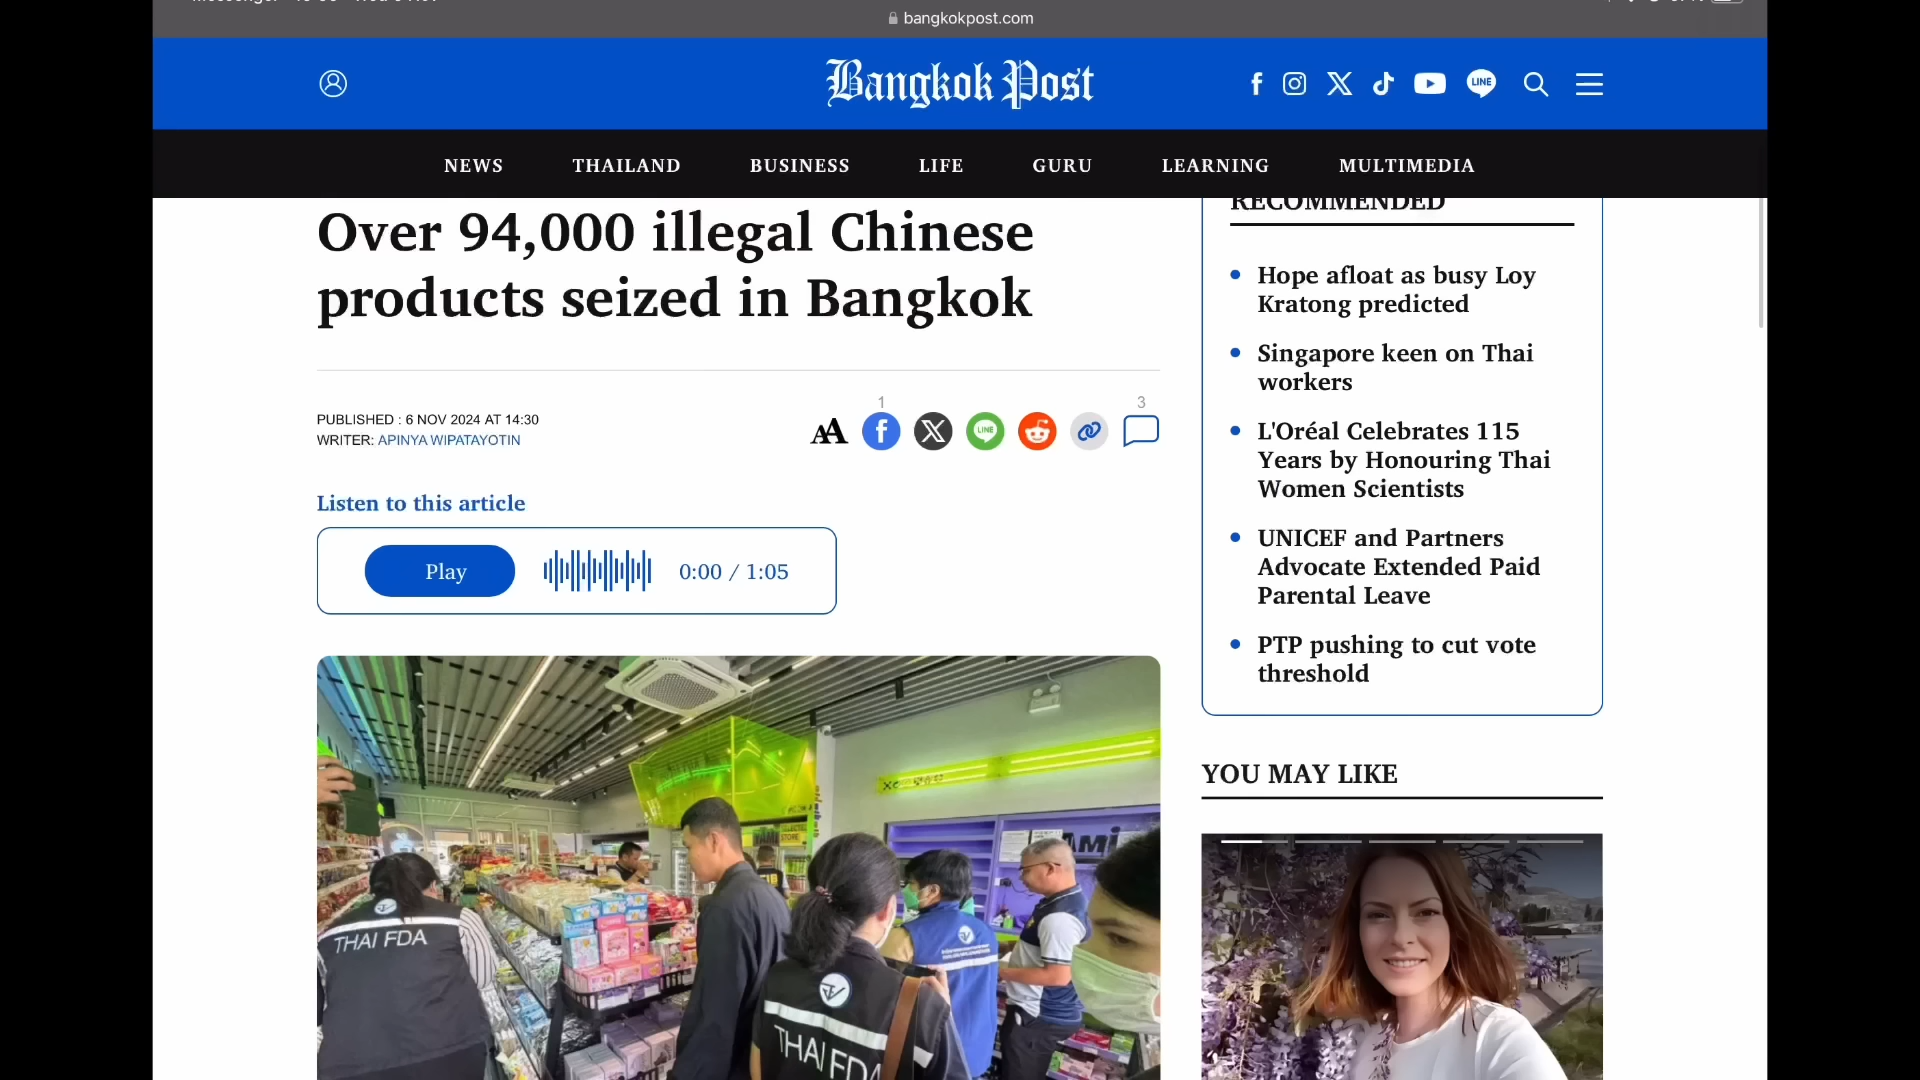 bangkokpost.com
Bangkok Post
LINE
NEWS THAILAND BUSINESS LIFE GURU LEARNING MULTIMEDIA
Over 94,000 illegal Chinese
products seized in Bangkok
PUBLISHED : 6 NOV 2024 AT 14:30
WRITER: APINYA WIPATAYOTIN
1
3
LINE
Listen to this article
Play 0:00 / 1:05
THAI FDA
THAI FDA
RECOMMENDED
Hope afloat as busy Loy
Kratong predicted
Singapore keen on Thai
workers
L'Oréal Celebrates 115
Years by Honouring Thai
Women Scientists
UNICEF and Partners
Advocate Extended Paid
Parental Leave
PTP pushing to cut vote
threshold
YOU MAY LIKE